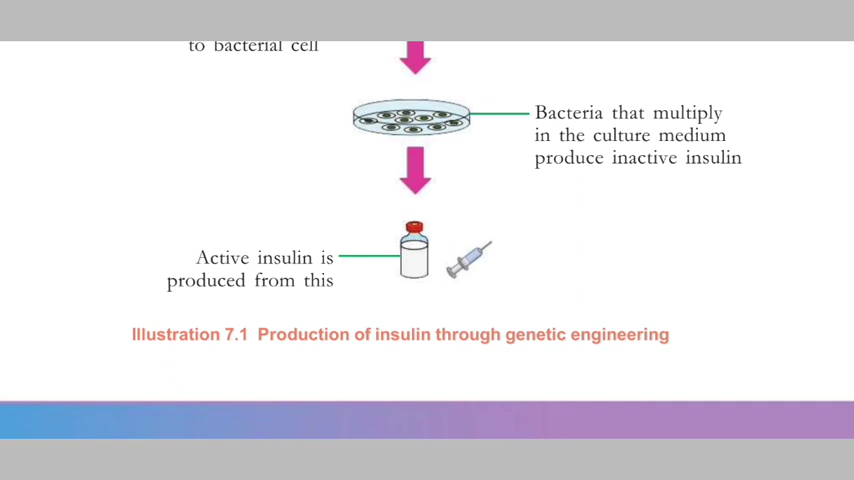 to bacterial cell
Bacteria that multiply
in the culture medium
produce inactive insulin
Active insulin is
produced from this
Illustration 7.1 Production of insulin through genetic engineering